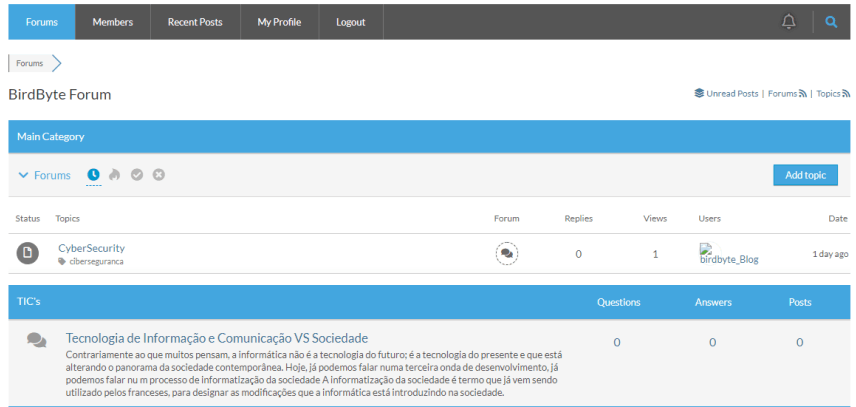 Forums Members Recent Posts My Profile Logout
Forums
BirdByte Forum
Unread Posts | Forums | Topics
Main Category
Forums
Add topic
Status Topics Forum Replies Views Users Date
CyberSecurity
ciberseguranca
0 1 birdbyte_Blog 1 day ago
TIC's Questions Answers Posts
Tecnologia de Informação e Comunicação VS Sociedade
0 0 0
Contrariamente ao que muitos pensam, a informática não é a tecnologia do futuro; é a tecnologia do presente e que está
alterando o panorama da sociedade contemporânea. Hoje, já podemos falar numa terceira onda de desenvolvimento, já
podemos falar nu m processo de informatização da sociedade A informatização da sociedade é termo que já vem sendo
utilizado pelos franceses, para designar as modificações que a informática está introduzindo na sociedade.